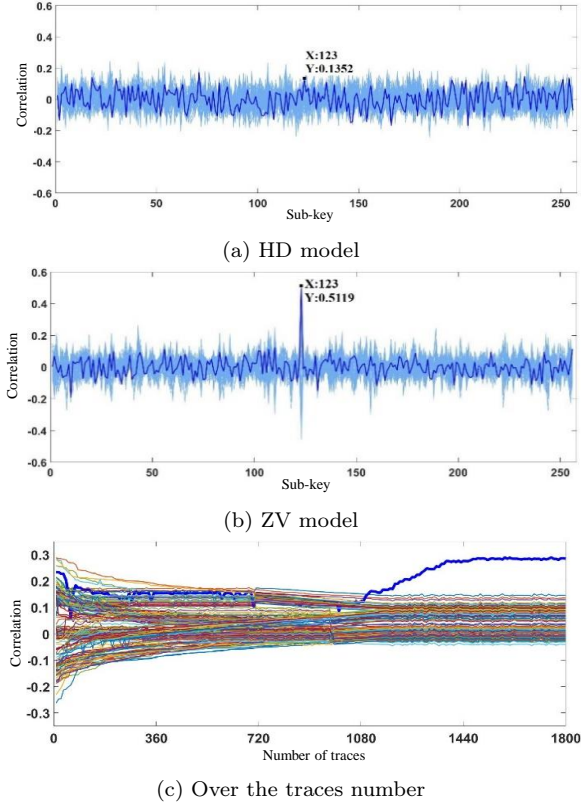 0.6
0.4
X:123
Y:0.1352
0.2
0
-0.2
-0.4
-0.6
Correlation
0 50 100 150 200 250
Sub-key
(a) HD model
0.6
X:123
Y:0.5119
0.4
0.2
0
-0.2
-0.4
-0.6
Correlation
0 50 100 150 200 250
Sub-key
(b) ZV model
0.3
0.2
0.1
0
-0.1
-0.2
-0.3
Correlation
0 360 720 1080 1440 1800
Number of traces
(c) Over the traces number